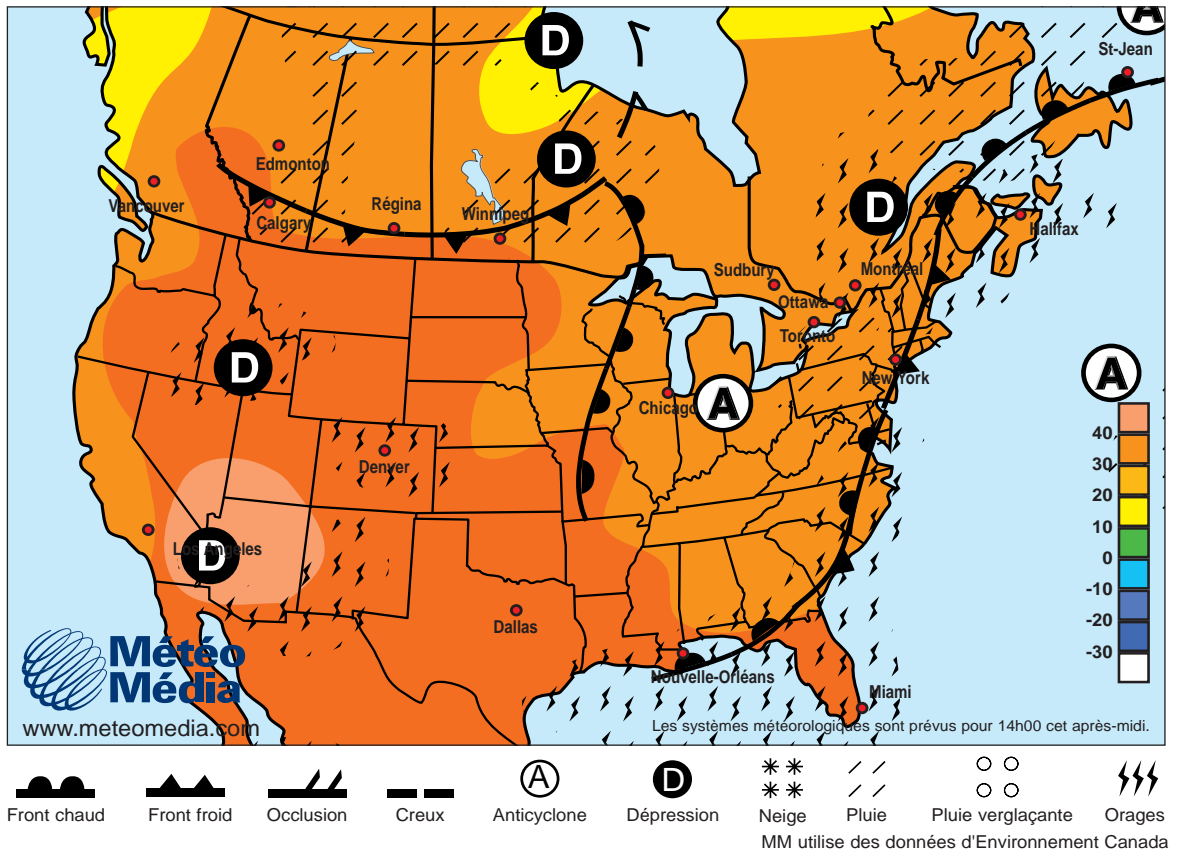 A
D
St-Jean
D
Edmonton
Vancouver
Calgary
Régina
Winnipeg
D
Halifax
Sudbury
Montréal
Ottawa
Toronto
D
New York
A
Chicago
A
40
30
20
10
0
-10
-20
-30
Denver
Los Angeles
D
Dallas
Nouvelle-Orléans
Miami
Météo
Média
www.meteomedia.com
Les systèmes météorologiques sont prévus pour 14h00 cet après-midi.
A
D
Front chaud
Front froid
Occlusion
Creux
Anticyclone
Dépression
Neige
Pluie
Pluie verglaçante
Orages
MM utilise des données d'Environnement Canada